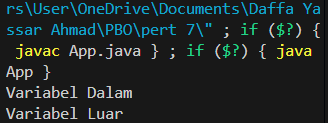 rs\User\OneDrive\Documents\Daffa Ya
ssar Ahmad\PBO\pert 7\" ; if ($?) {
 javac App.java } ; if ($?) { java
App }
Variabel Dalam
Variabel Luar